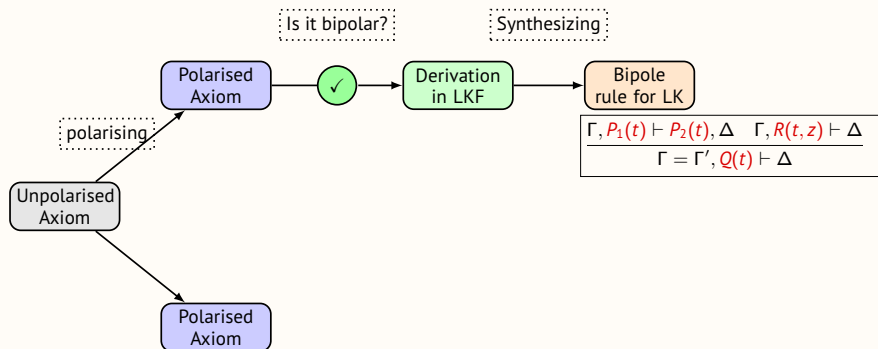 Is it bipolar?
Synthesizing
Polarised
Axiom
✓
Derivation
in LKF
Bipole
rule for LK
polarising
Γ, P₁(t) ⊢ P₂(t), Δ    Γ, R(t, z) ⊢ Δ
Γ = Γ′, Q(t) ⊢ Δ
Unpolarised
Axiom
Polarised
Axiom